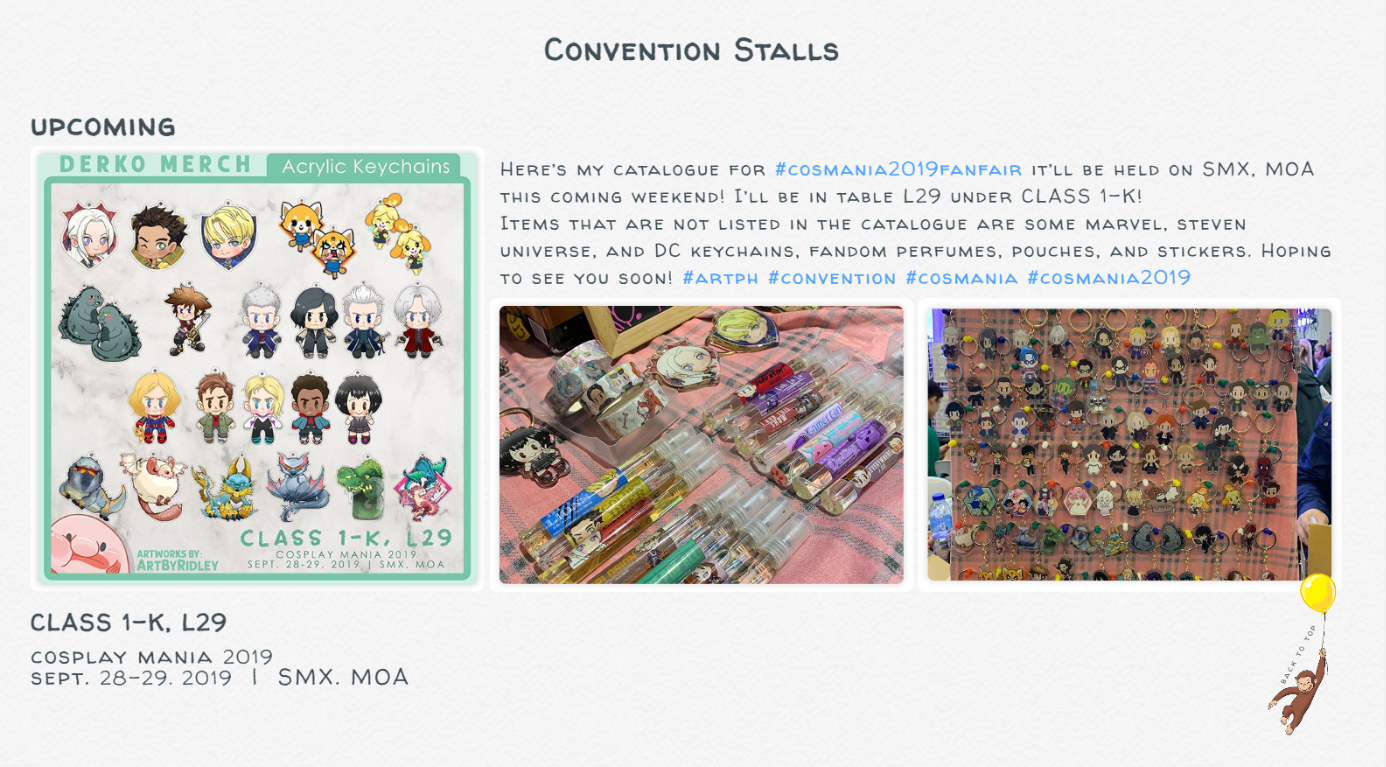 Convention Stalls
UPCOMING
DERKO MERCH
Acrylic Keychains
CLASS 1-K, L29
COSPLAY MANIA 2019
SEPT. 28-29. 2019 | SMX, MOA
ARTWORKS BY:
ARTBYRIDLEY
Here's my catalogue for #cosmania2019fanfair it'll be held on SMX, MOA
this coming weekend! I'll be in table L29 under CLASS 1-K!
Items that are not listed in the catalogue are some Marvel, Steven
Universe, and DC keychains, fandom perfumes, pouches, and stickers. Hoping
to see you soon! #artph #convention #cosmania #cosmania2019
CLASS 1-K, L29
COSPLAY MANIA 2019
SEPT. 28-29. 2019 | SMX. MOA
BACK TO TOP